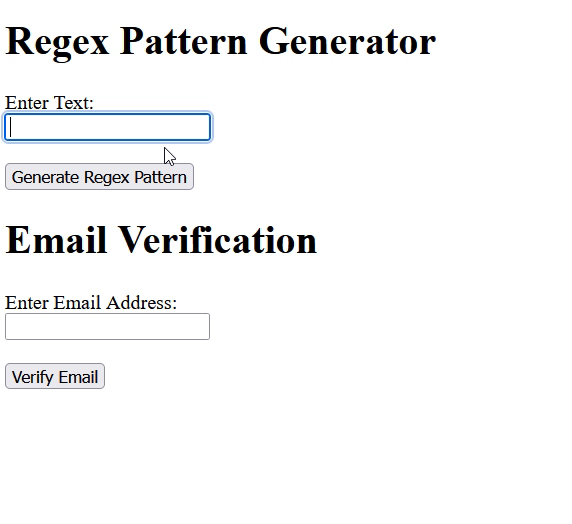 Regex Pattern Generator
Enter Text:
Generate Regex Pattern
Email Verification
Enter Email Address:
Verify Email